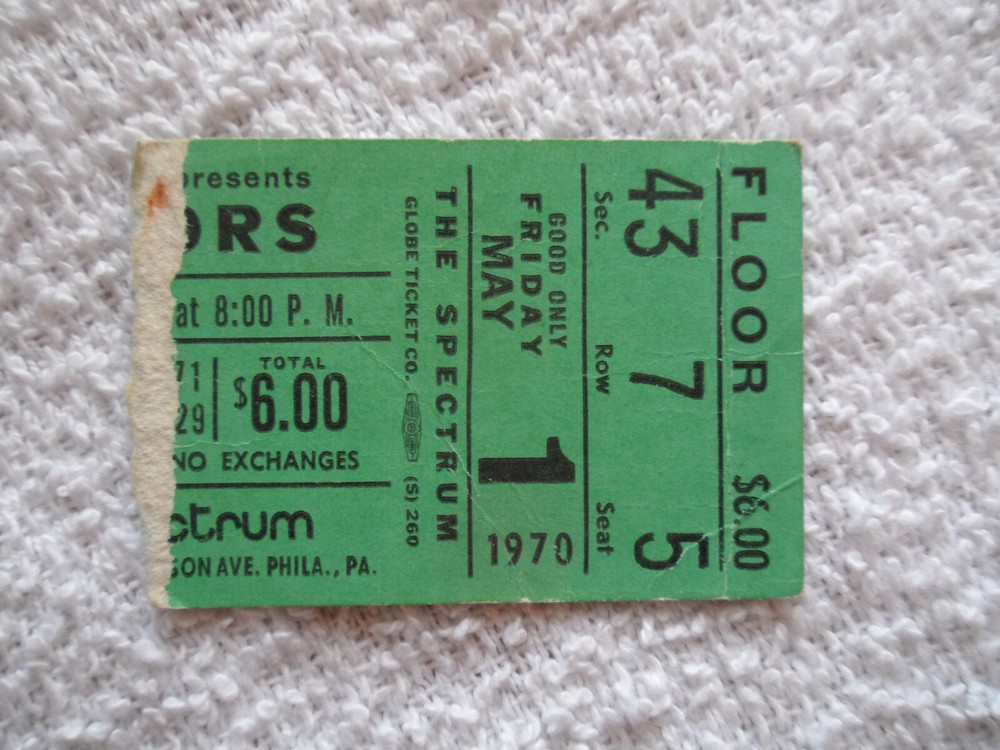 presents
ORS
at 8:00 P. M.
71
29
TOTAL
$6.00
NO EXCHANGES
ctrum
SON AVE. PHILA., PA.
THE SPECTRUM
GLOBE TICKET CO. (S) 260
GOOD ONLY
FRIDAY
MAY
1
1970
Sec. Row Seat
43 7 5
FLOOR $6.00